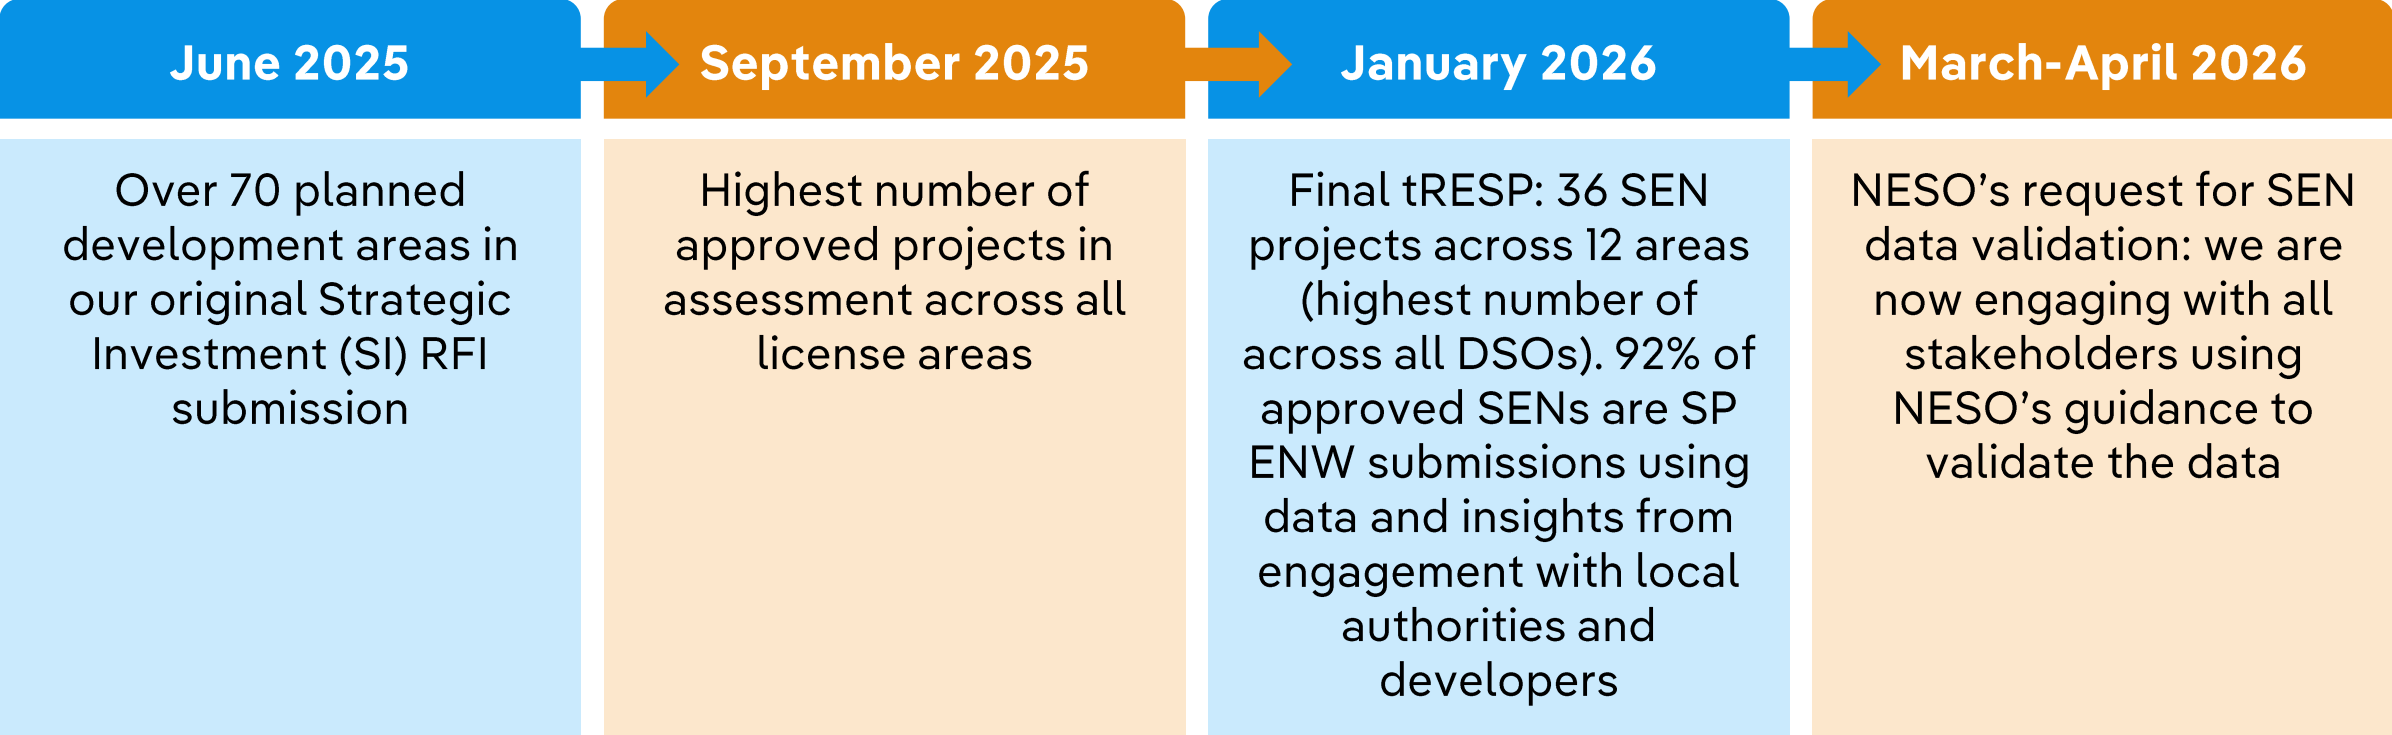 June 2025
Over 70 planned
development areas in
our original Strategic
Investment (SI) RFI
submission
September 2025
Highest number of
approved projects in
assessment across all
license areas
January 2026
Final tRESP: 36 SEN
projects across 12 areas
(highest number of
across all DSOs). 92% of
approved SENs are SP
ENW submissions using
data and insights from
engagement with local
authorities and
developers
March-April 2026
NESO’s request for SEN
data validation: we are
now engaging with all
stakeholders using
NESO’s guidance to
validate the data